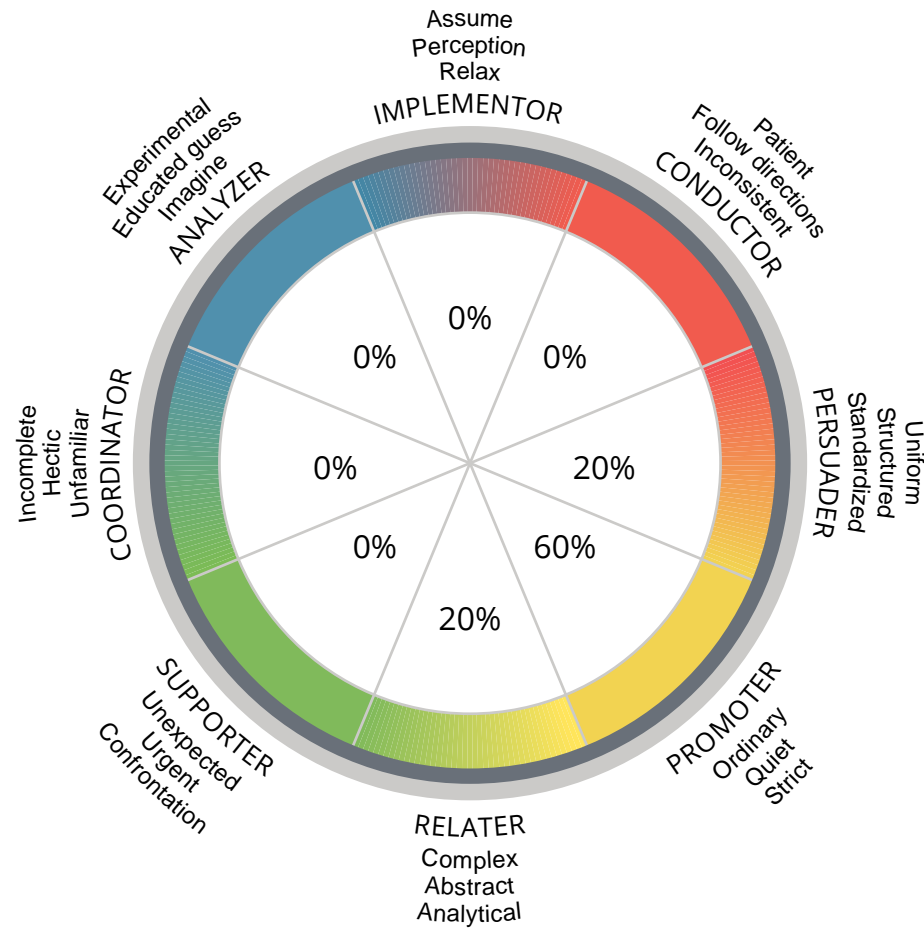 Assume
Perception
Relax
IMPLEMENTOR
Patient
Follow directions
Inconsistent
CONDUCTOR
Uniform
Structured
Standardized
PERSUADER
PROMOTER
Ordinary
Quiet
Strict
RELATER
Complex
Abstract
Analytical
SUPPORTER
Unexpected
Urgent
Confrontation
Incomplete
Hectic
Unfamiliar
COORDINATOR
Experimental
Educated guess
Imagine
ANALYZER
0%
0%
0%
0%
20%
0%
60%
20%